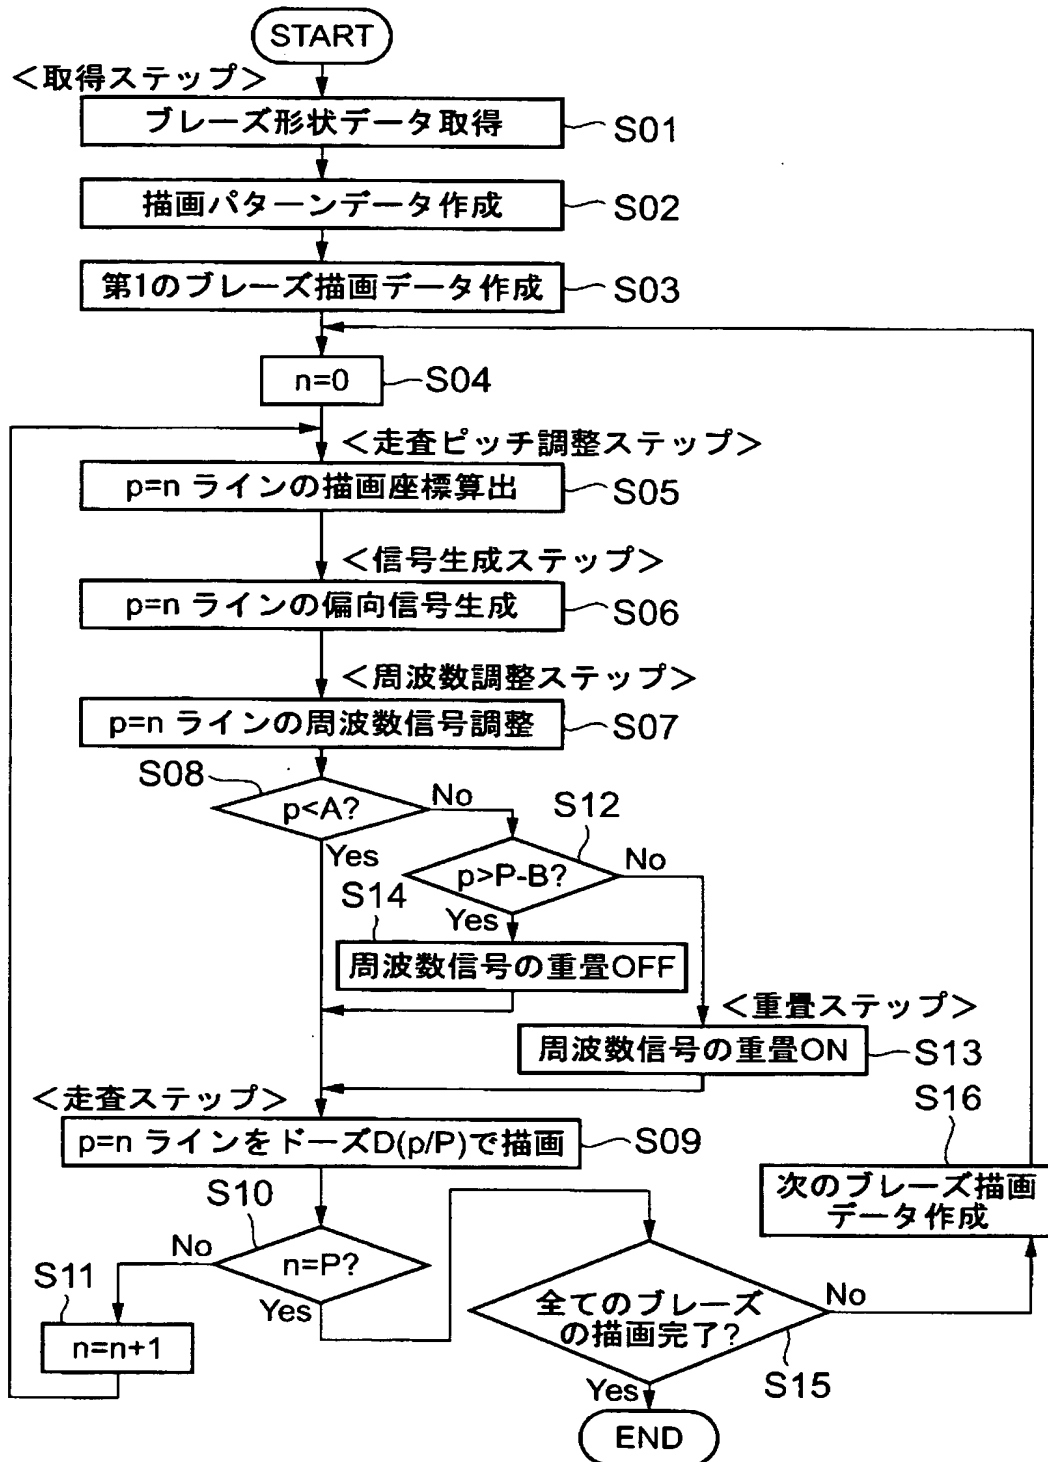 START
＜取得ステップ＞
ブレーズ形状データ取得
S01
描画パターンデータ作成
S02
第1のブレーズ描画データ作成
S03
n=0
S04
＜走査ピッチ調整ステップ＞
p=n ラインの描画座標算出
S05
＜信号生成ステップ＞
p=n ラインの偏向信号生成
S06
＜周波数調整ステップ＞
p=n ラインの周波数信号調整
S07
S08
p<A?
No
Yes
S12
p>P-B?
No
Yes
S14
周波数信号の重畳OFF
＜重畳ステップ＞
周波数信号の重畳ON
S13
＜走査ステップ＞
p=n ラインをドーズD(p/P)で描画
S09
S16
次のブレーズ描画
データ作成
S10
n=P?
No
Yes
S11
n=n+1
全てのブレーズ
の描画完了?
No
S15
Yes
END